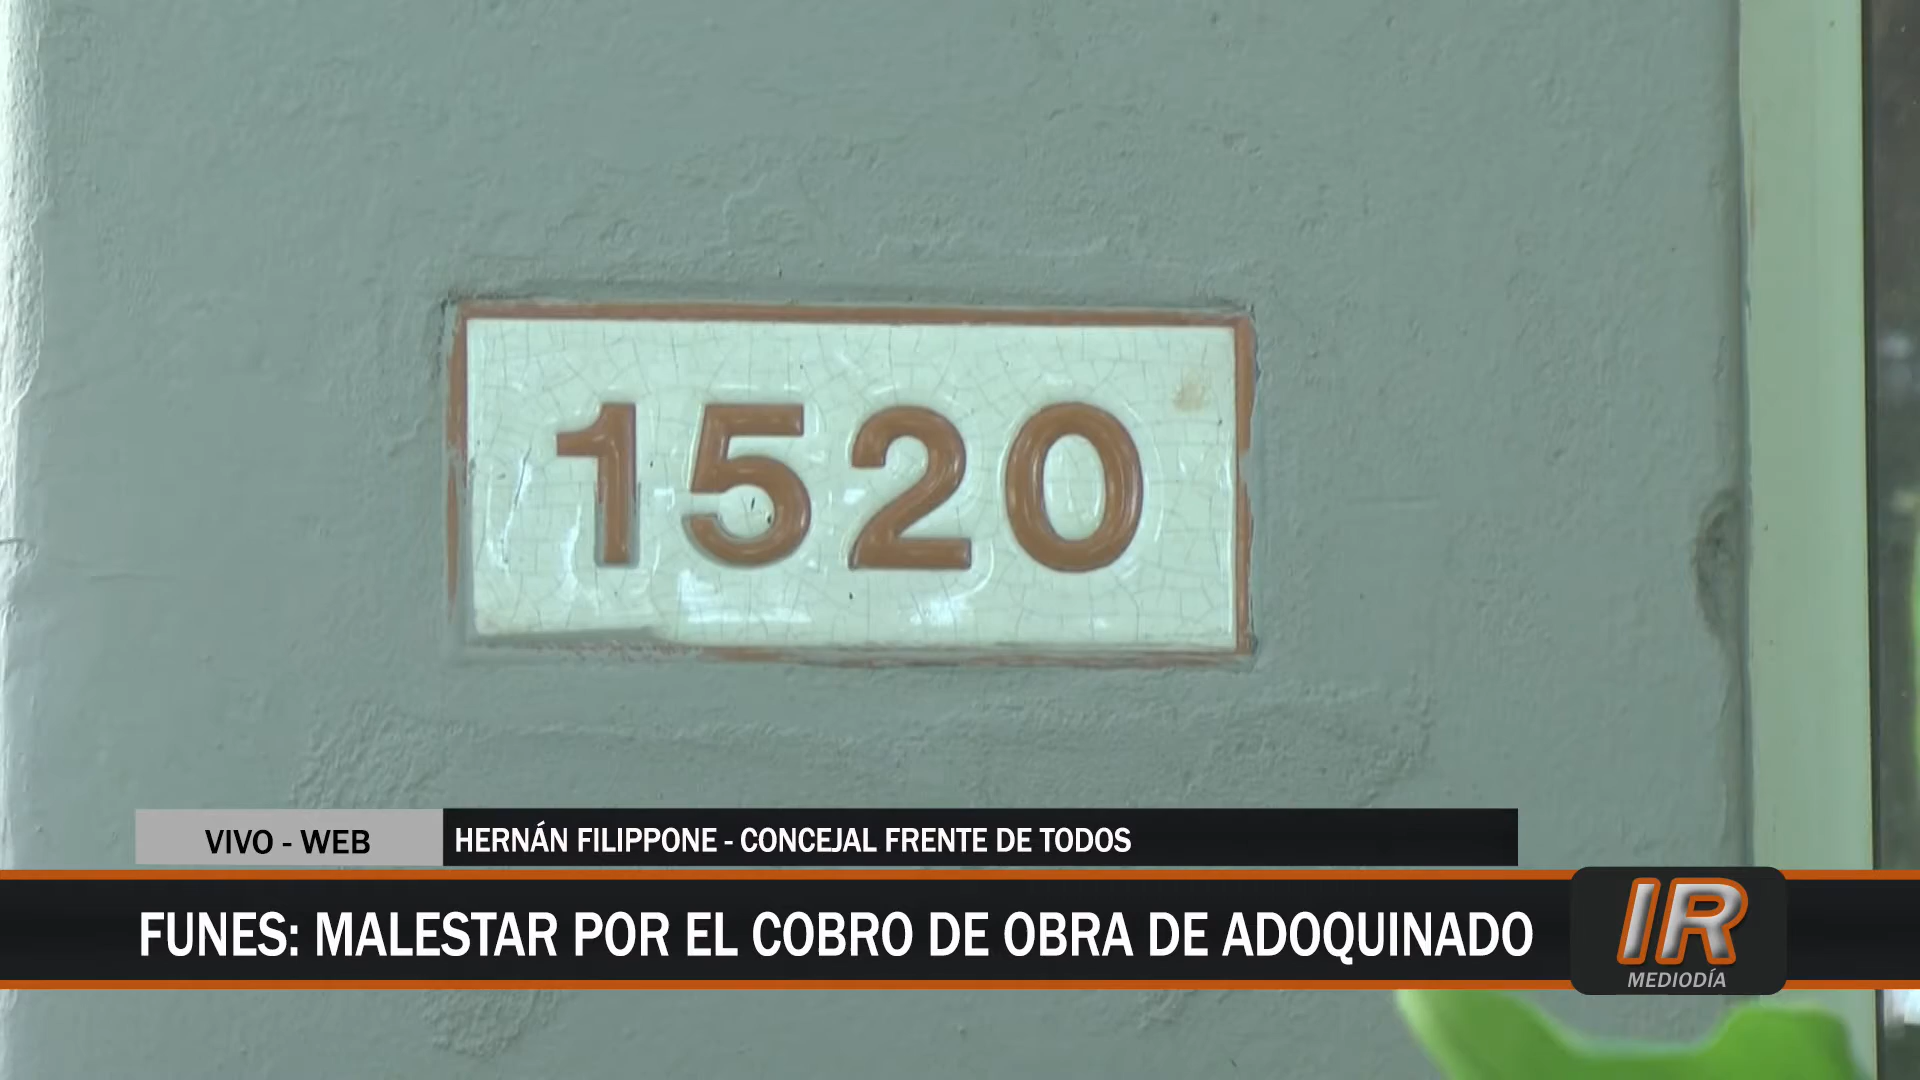 1520
VIVO - WEB
HERNÁN FILIPPONE - CONCEJAL FRENTE DE TODOS
FUNES: MALESTAR POR EL COBRO DE OBRA DE ADOQUINADO
IR
MEDIODÍA